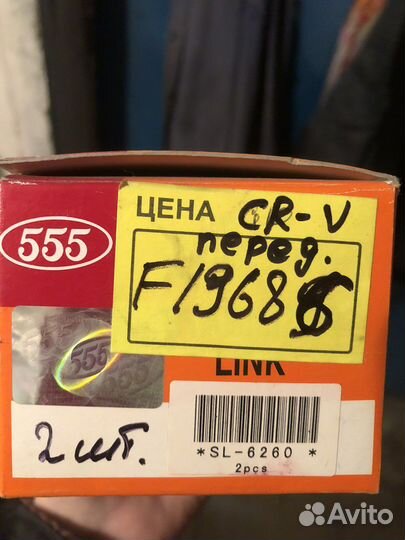 555
ЦЕНА CR-V
перед.
F1968
LINK
555
2 шт.
*SL-6260 *
2pcs
Avito